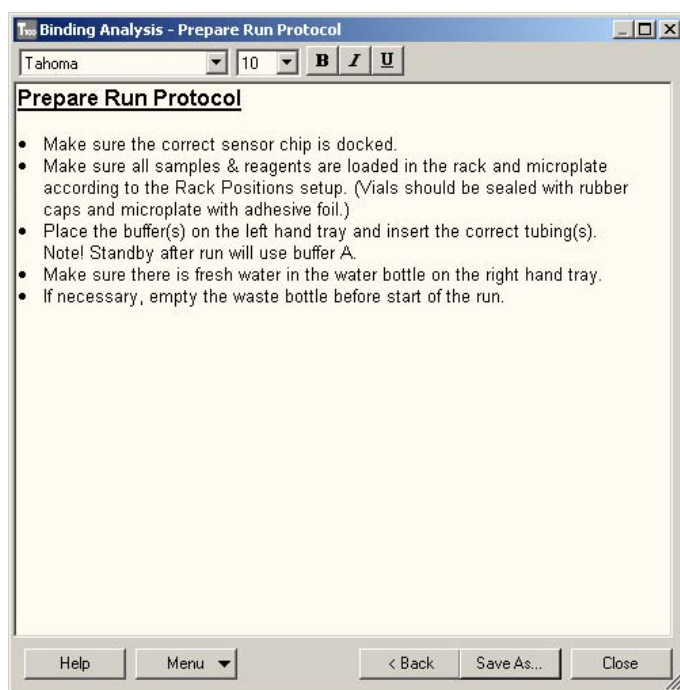 T100 Binding Analysis - Prepare Run Protocol
Tahoma 10 B I U
Prepare Run Protocol
• Make sure the correct sensor chip is docked.
• Make sure all samples & reagents are loaded in the rack and microplate
according to the Rack Positions setup. (Vials should be sealed with rubber
caps and microplate with adhesive foil.)
• Place the buffer(s) on the left hand tray and insert the correct tubing(s).
Note! Standby after run will use buffer A.
• Make sure there is fresh water in the water bottle on the right hand tray.
• If necessary, empty the waste bottle before start of the run.
Help Menu < Back Save As... Close